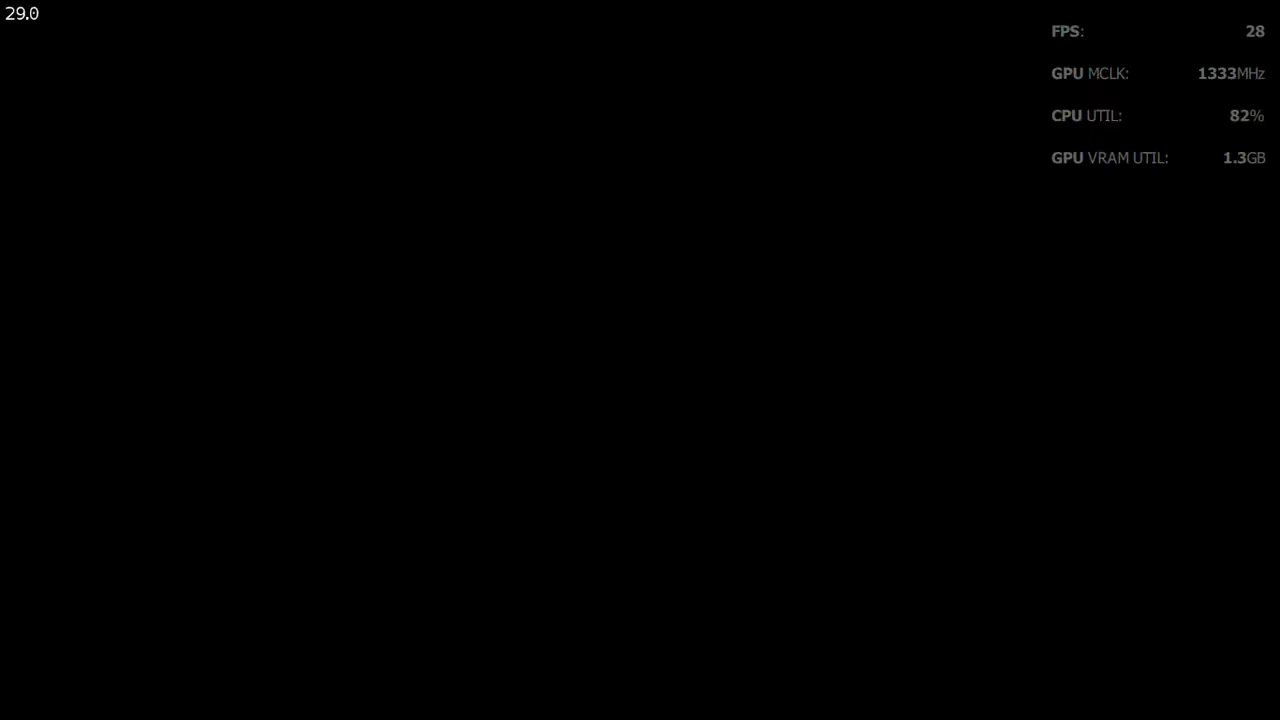 29.0
FPS: 28
GPU MCLK: 1333MHz
CPU UTIL: 82%
GPU VRAM UTIL: 1.3GB